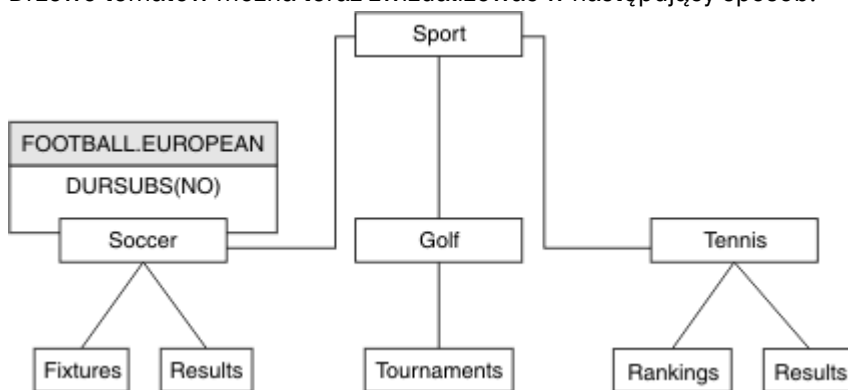 Drzewo tematów można teraz zwizualizować w następujący sposób:
Sport
FOOTBALL.EUROPEAN
DURSUBS(NO)
Soccer
Golf
Tennis
Fixtures
Results
Tournaments
Rankings
Results